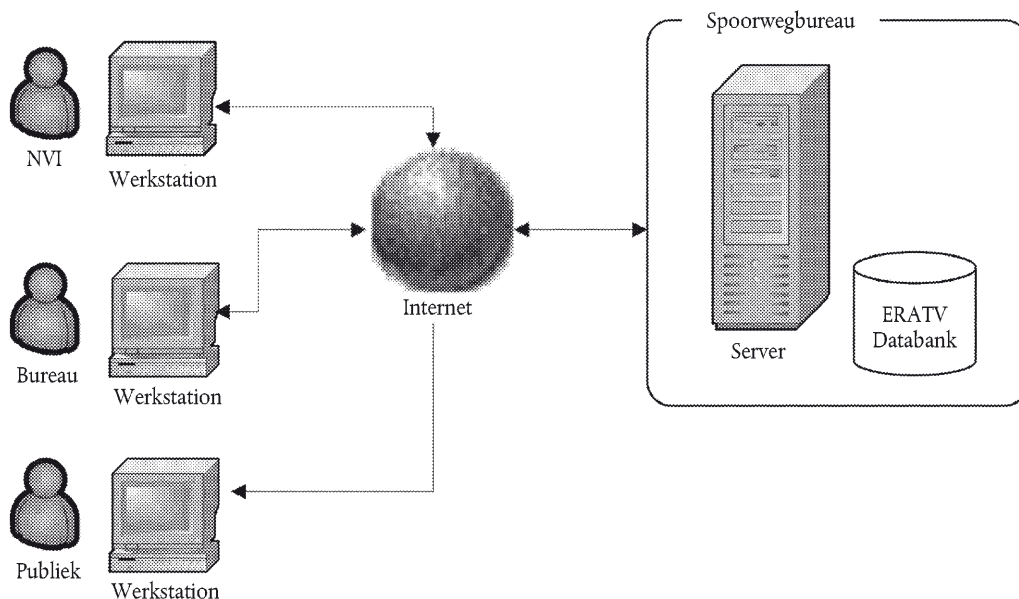 Spoorwegbureau
NVI
Werkstation
Internet
Server
ERATV
Databank
Bureau
Werkstation
Publiek
Werkstation